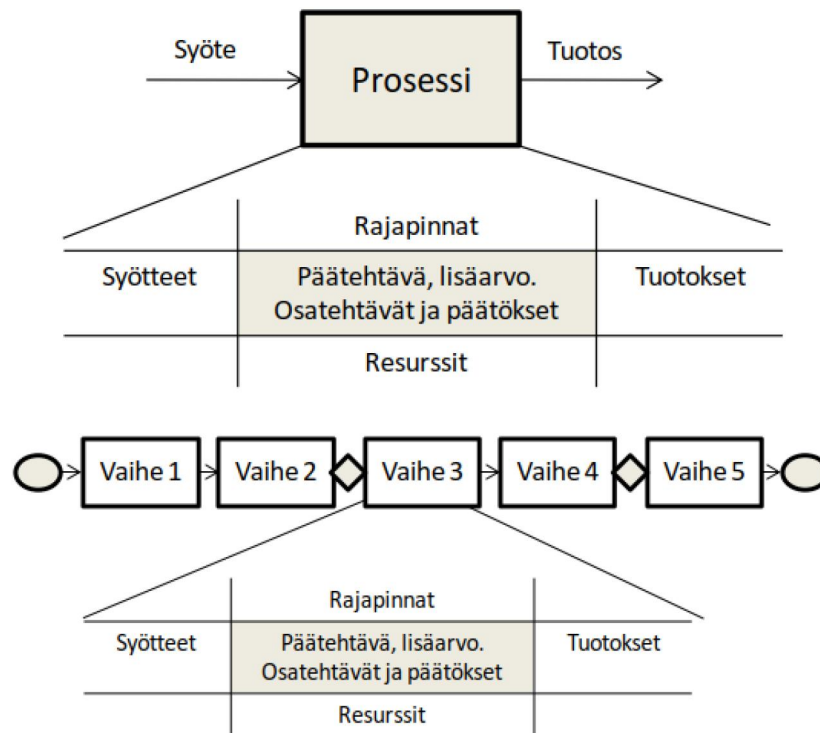 Syöte
Prosessi
Tuotos
Rajapinnat
Syötteet
Päätehtävä, lisäarvo.
Osatehtävät ja päätökset
Tuotokset
Resurssit
Vaihe 1
Vaihe 2
Vaihe 3
Vaihe 4
Vaihe 5
Rajapinnat
Syötteet
Päätehtävä, lisäarvo.
Osatehtävät ja päätökset
Tuotokset
Resurssit